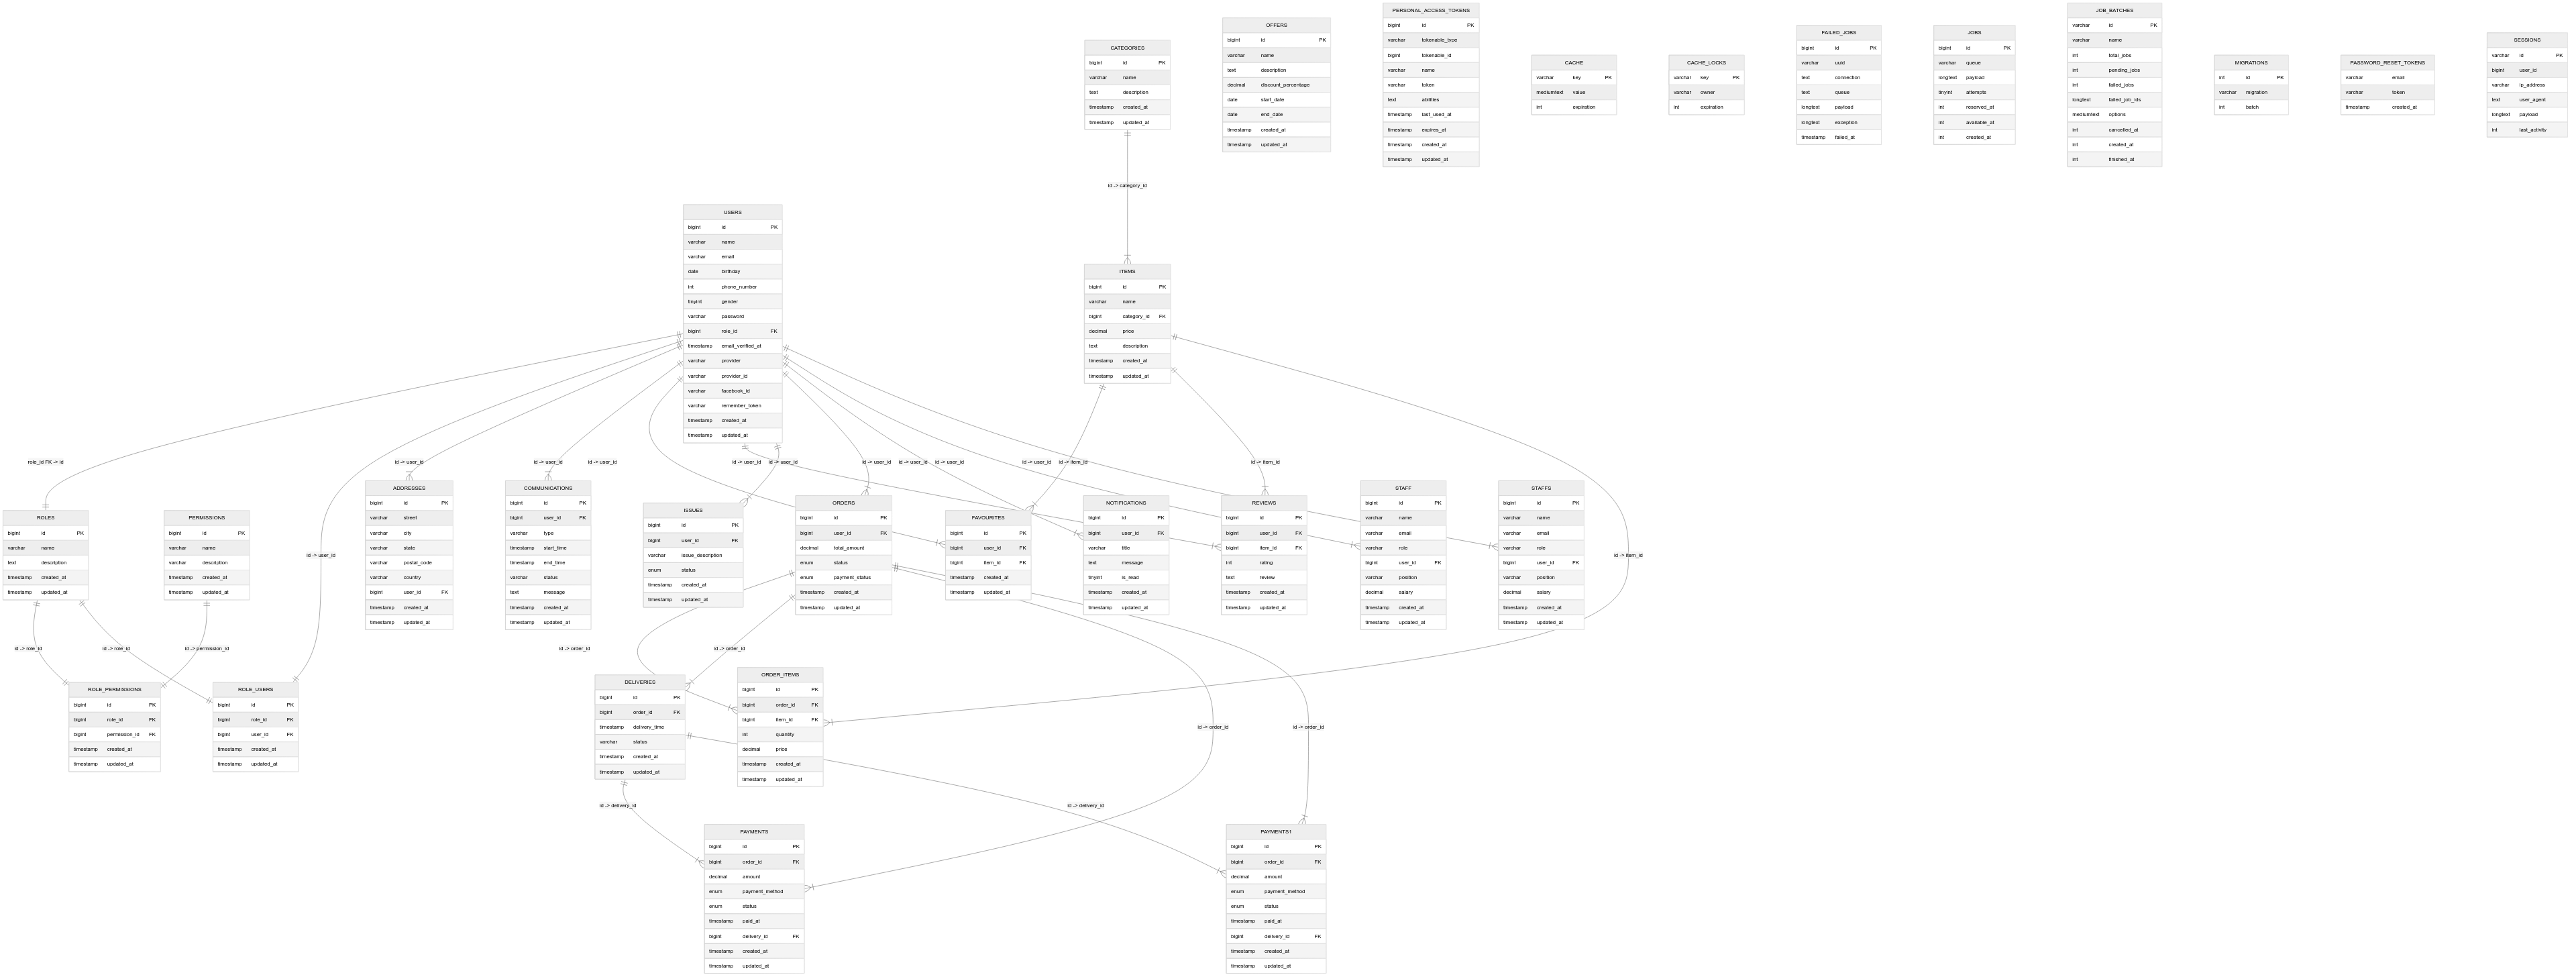 CATEGORIES
bigint id PK
varchar name
text description
timestamp created_at
timestamp updated_at
OFFERS
bigint id PK
varchar name
text description
decimal discount_percentage
date start_date
date end_date
timestamp created_at
timestamp updated_at
PERSONAL_ACCESS_TOKENS
bigint id PK
varchar tokenable_type
bigint tokenable_id
varchar name
varchar token
text abilities
timestamp last_used_at
timestamp expires_at
timestamp created_at
timestamp updated_at
CACHE
varchar key PK
mediumtext value
int expiration
CACHE_LOCKS
varchar key PK
varchar owner
int expiration
FAILED_JOBS
bigint id PK
varchar uuid
text connection
text queue
longtext payload
longtext exception
timestamp failed_at
JOBS
bigint id PK
varchar queue
longtext payload
tinyint attempts
int reserved_at
int available_at
int created_at
JOB_BATCHES
varchar id PK
varchar name
int total_jobs
int pending_jobs
int failed_jobs
longtext failed_job_ids
mediumtext options
int cancelled_at
int created_at
int finished_at
MIGRATIONS
int id PK
varchar migration
int batch
PASSWORD_RESET_TOKENS
varchar email
varchar token
timestamp created_at
SESSIONS
varchar id PK
bigint user_id
varchar ip_address
text user_agent
longtext payload
int last_activity
id -> category_id
USERS
bigint id PK
varchar name
varchar email
date birthday
int phone_number
tinyint gender
varchar password
bigint role_id FK
timestamp email_verified_at
varchar provider
varchar provider_id
varchar facebook_id
varchar remember_token
timestamp created_at
timestamp updated_at
ITEMS
bigint id PK
varchar name
bigint category_id FK
decimal price
text description
timestamp created_at
timestamp updated_at
role_id FK -> id
id -> user_id
id -> user_id
id -> user_id
id -> user_id
id -> user_id
id -> user_id
id -> user_id
id -> user_id
id -> user_id
id -> item_id
id -> item_id
id -> user_id
id -> item_id
ROLES
bigint id PK
varchar name
text description
timestamp created_at
timestamp updated_at
PERMISSIONS
bigint id PK
varchar name
varchar description
timestamp created_at
timestamp updated_at
ADDRESSES
bigint id PK
varchar street
varchar city
varchar state
varchar postal_code
varchar country
bigint user_id FK
timestamp created_at
timestamp updated_at
COMMUNICATIONS
bigint id PK
bigint user_id FK
varchar type
timestamp start_time
timestamp end_time
varchar status
text message
timestamp created_at
timestamp updated_at
ISSUES
bigint id PK
bigint user_id FK
varchar issue_description
enum status
timestamp created_at
timestamp updated_at
ORDERS
bigint id PK
bigint user_id FK
decimal total_amount
enum status
enum payment_status
timestamp created_at
timestamp updated_at
FAVOURITES
bigint id PK
bigint user_id FK
bigint item_id FK
timestamp created_at
timestamp updated_at
NOTIFICATIONS
bigint id PK
bigint user_id FK
varchar title
text message
tinyint is_read
timestamp created_at
timestamp updated_at
REVIEWS
bigint id PK
bigint user_id FK
bigint item_id FK
int rating
text review
timestamp created_at
timestamp updated_at
STAFF
bigint id PK
varchar name
varchar email
varchar role
bigint user_id FK
varchar position
decimal salary
timestamp created_at
timestamp updated_at
STAFFS
bigint id PK
varchar name
varchar email
varchar role
bigint user_id FK
varchar position
decimal salary
timestamp created_at
timestamp updated_at
id -> role_id
id -> role_id
id -> permission_id
id -> order_id
id -> order_id
ROLE_PERMISSIONS
bigint id PK
bigint role_id FK
bigint permission_id FK
timestamp created_at
timestamp updated_at
ROLE_USERS
bigint id PK
bigint role_id FK
bigint user_id FK
timestamp created_at
timestamp updated_at
DELIVERIES
bigint id PK
bigint order_id FK
timestamp delivery_time
varchar status
timestamp created_at
timestamp updated_at
ORDER_ITEMS
bigint id PK
bigint order_id FK
bigint item_id FK
int quantity
decimal price
timestamp created_at
timestamp updated_at
id -> order_id
id -> order_id
id -> delivery_id
id -> delivery_id
PAYMENTS
bigint id PK
bigint order_id FK
decimal amount
enum payment_method
enum status
timestamp paid_at
bigint delivery_id FK
timestamp created_at
timestamp updated_at
PAYMENTS1
bigint id PK
bigint order_id FK
decimal amount
enum payment_method
enum status
timestamp paid_at
bigint delivery_id FK
timestamp created_at
timestamp updated_at